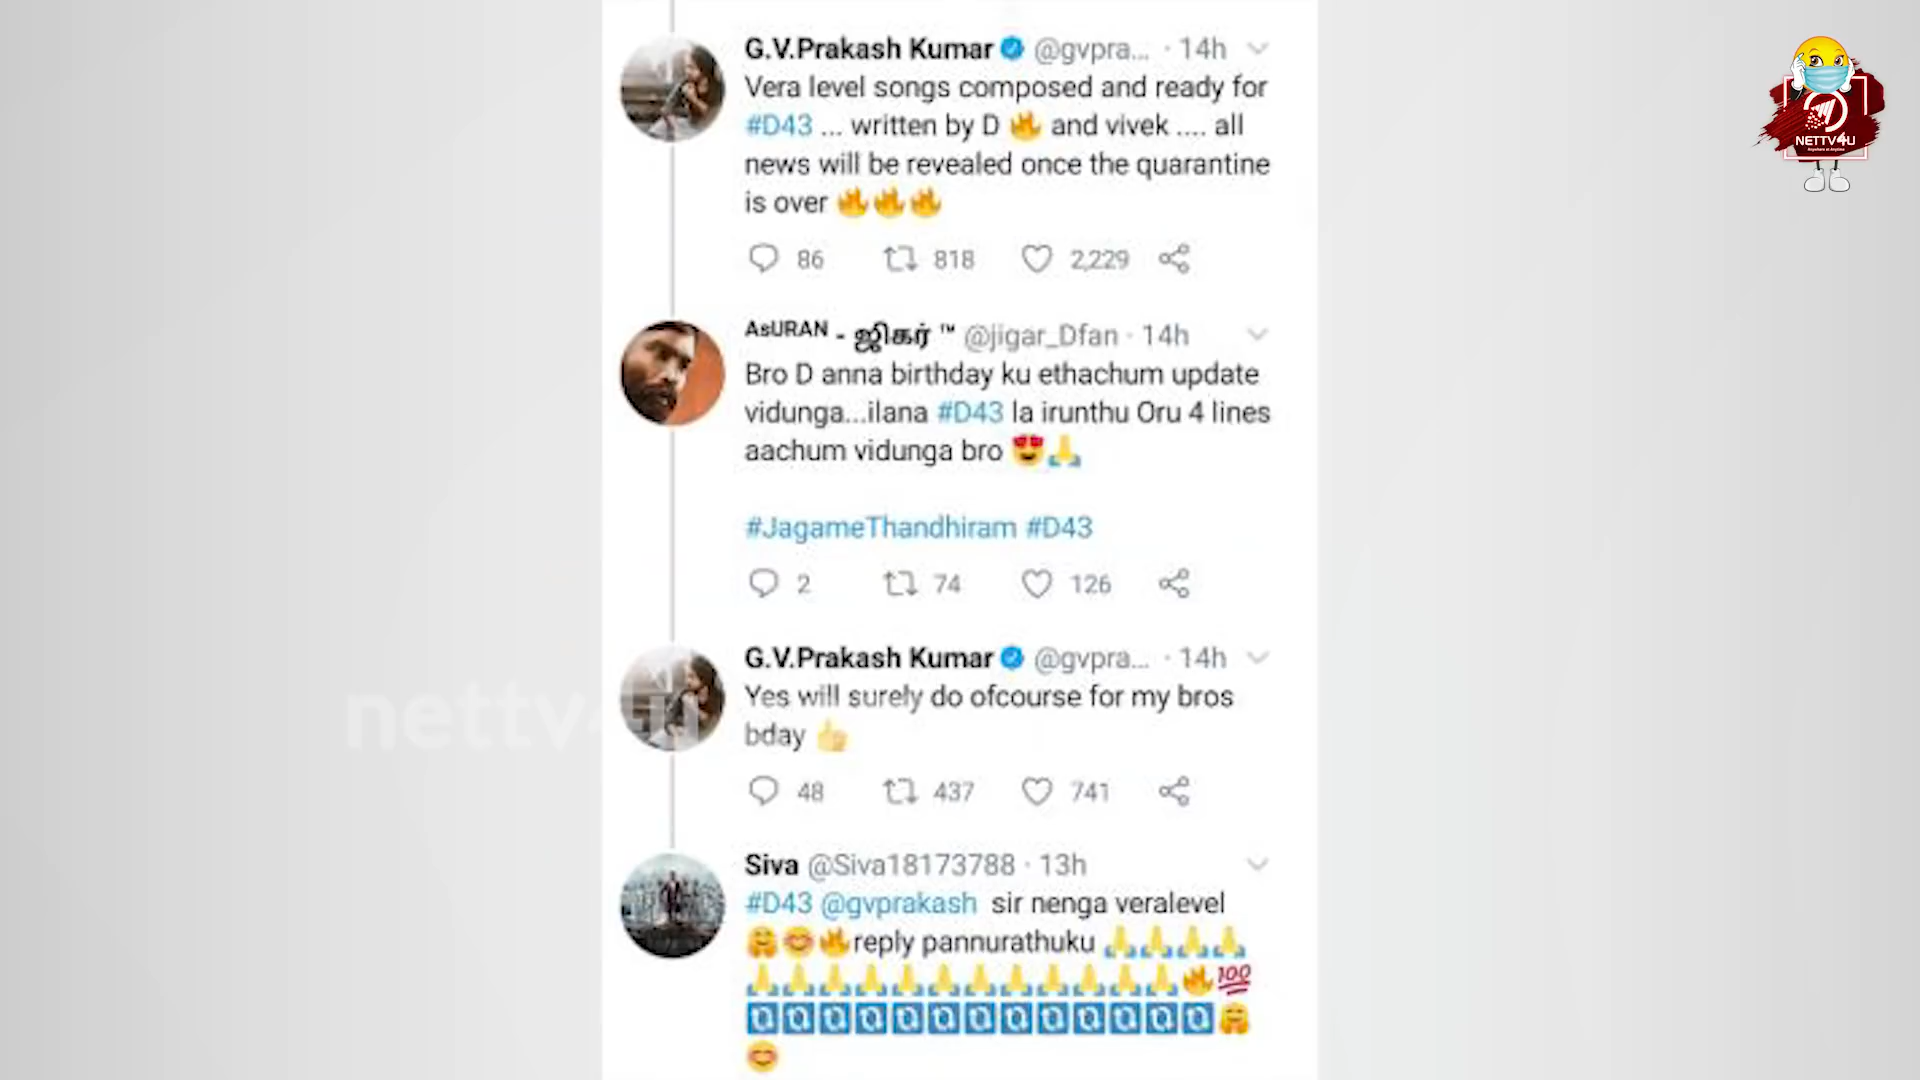 G.V.Prakash Kumar @gvpra... · 14h
Vera level songs composed and ready for
#D43 ... written by D 🔥 and vivek .... all
news will be revealed once the quarantine
is over 🔥🔥🔥
86 818 2,229
AsURAN - ஜிகர் ™ @jigar_Dfan · 14h
Bro D anna birthday ku ethachum update
vidunga...ilana #D43 la irunthu Oru 4 lines
aachum vidunga bro 😍🙏
#JagameThandhiram #D43
2 74 126
G.V.Prakash Kumar @gvpra... · 14h
Yes will surely do ofcourse for my bros
bday 👍
48 437 741
Siva @Siva18173788 · 13h
#D43 @gvprakash sir nenga veralevel
🤗😊🔥reply pannurathuku 🙏🙏🙏🙏
🙏🙏🙏🙏🙏🙏🙏🙏🙏🙏🙏🙏🔥💯
🔃🔃🔃🔃🔃🔃🔃🔃🔃🔃🔃🔃🔃🤗
😊
nettv4u
NETTV4U
Anywhere at Anytime